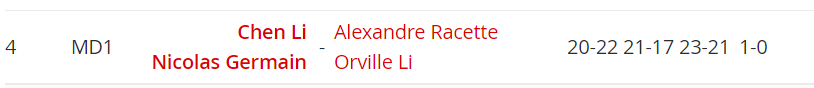 4 MD1 Chen Li Nicolas Germain - Alexandre Racette Orville Li 20-22 21-17 23-21 1-0